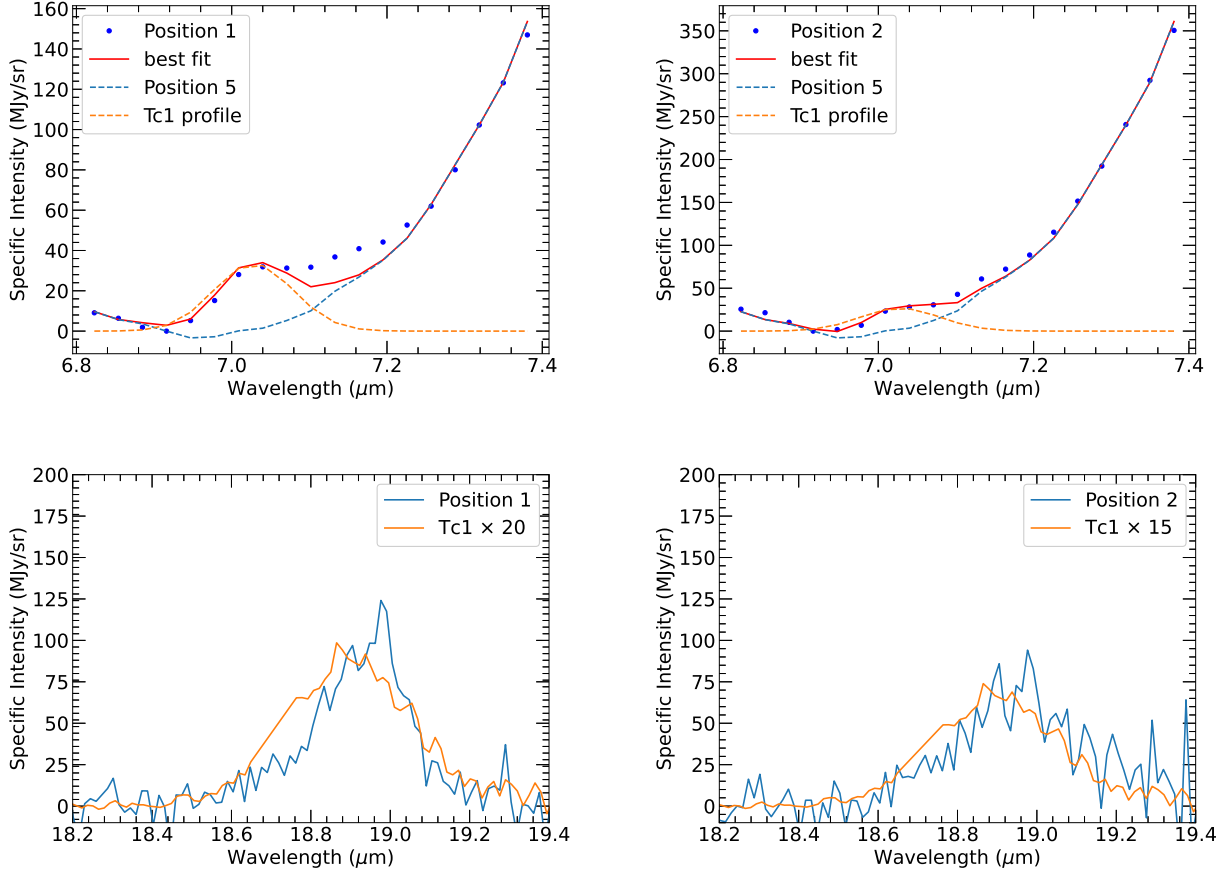 160
140
120
100
80
60
40
20
0
Specific Intensity (MJy/sr)
Position 1
best fit
Position 5
Tc1 profile
6.8 7.0 7.2 7.4
Wavelength (μm)
350
300
250
200
150
100
50
0
Specific Intensity (MJy/sr)
Position 2
best fit
Position 5
Tc1 profile
6.8 7.0 7.2 7.4
Wavelength (μm)
200
175
150
125
100
75
50
25
0
Specific Intensity (MJy/sr)
Position 1
Tc1 × 20
18.2 18.4 18.6 18.8 19.0 19.2 19.4
Wavelength (μm)
200
175
150
125
100
75
50
25
0
Specific Intensity (MJy/sr)
Position 2
Tc1 × 15
18.2 18.4 18.6 18.8 19.0 19.2 19.4
Wavelength (μm)